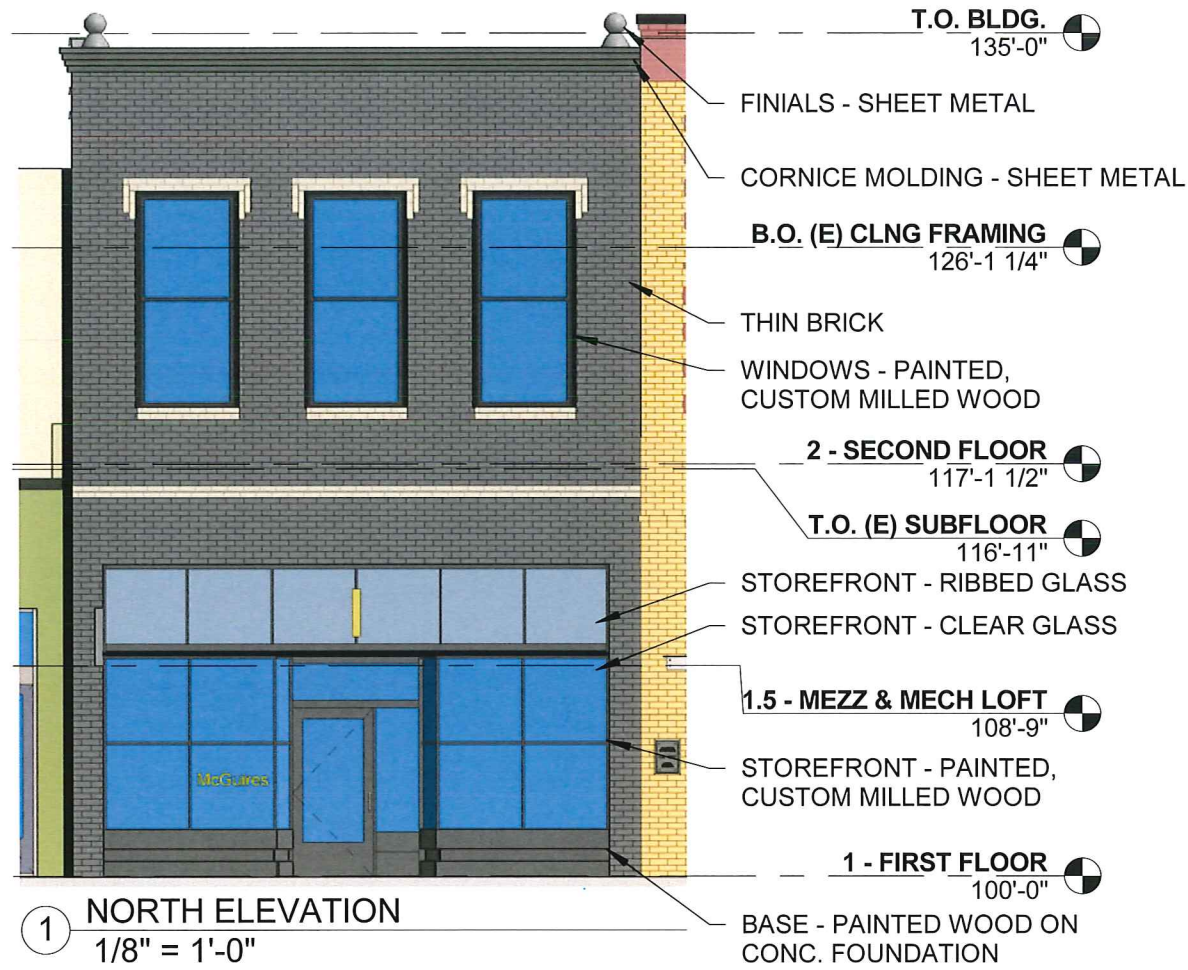 T.O. BLDG.
135'-0"
FINIALS - SHEET METAL
CORNICE MOLDING - SHEET METAL
B.O. (E) CLNG FRAMING
126'-1 1/4"
THIN BRICK
WINDOWS - PAINTED,
CUSTOM MILLED WOOD
2 - SECOND FLOOR
117'-1 1/2"
T.O. (E) SUBFLOOR
116'-11"
STOREFRONT - RIBBED GLASS
STOREFRONT - CLEAR GLASS
1.5 - MEZZ & MECH LOFT
108'-9"
McGuires
STOREFRONT - PAINTED,
CUSTOM MILLED WOOD
1 - FIRST FLOOR
100'-0"
BASE - PAINTED WOOD ON
CONC. FOUNDATION
1
NORTH ELEVATION
1/8" = 1'-0"